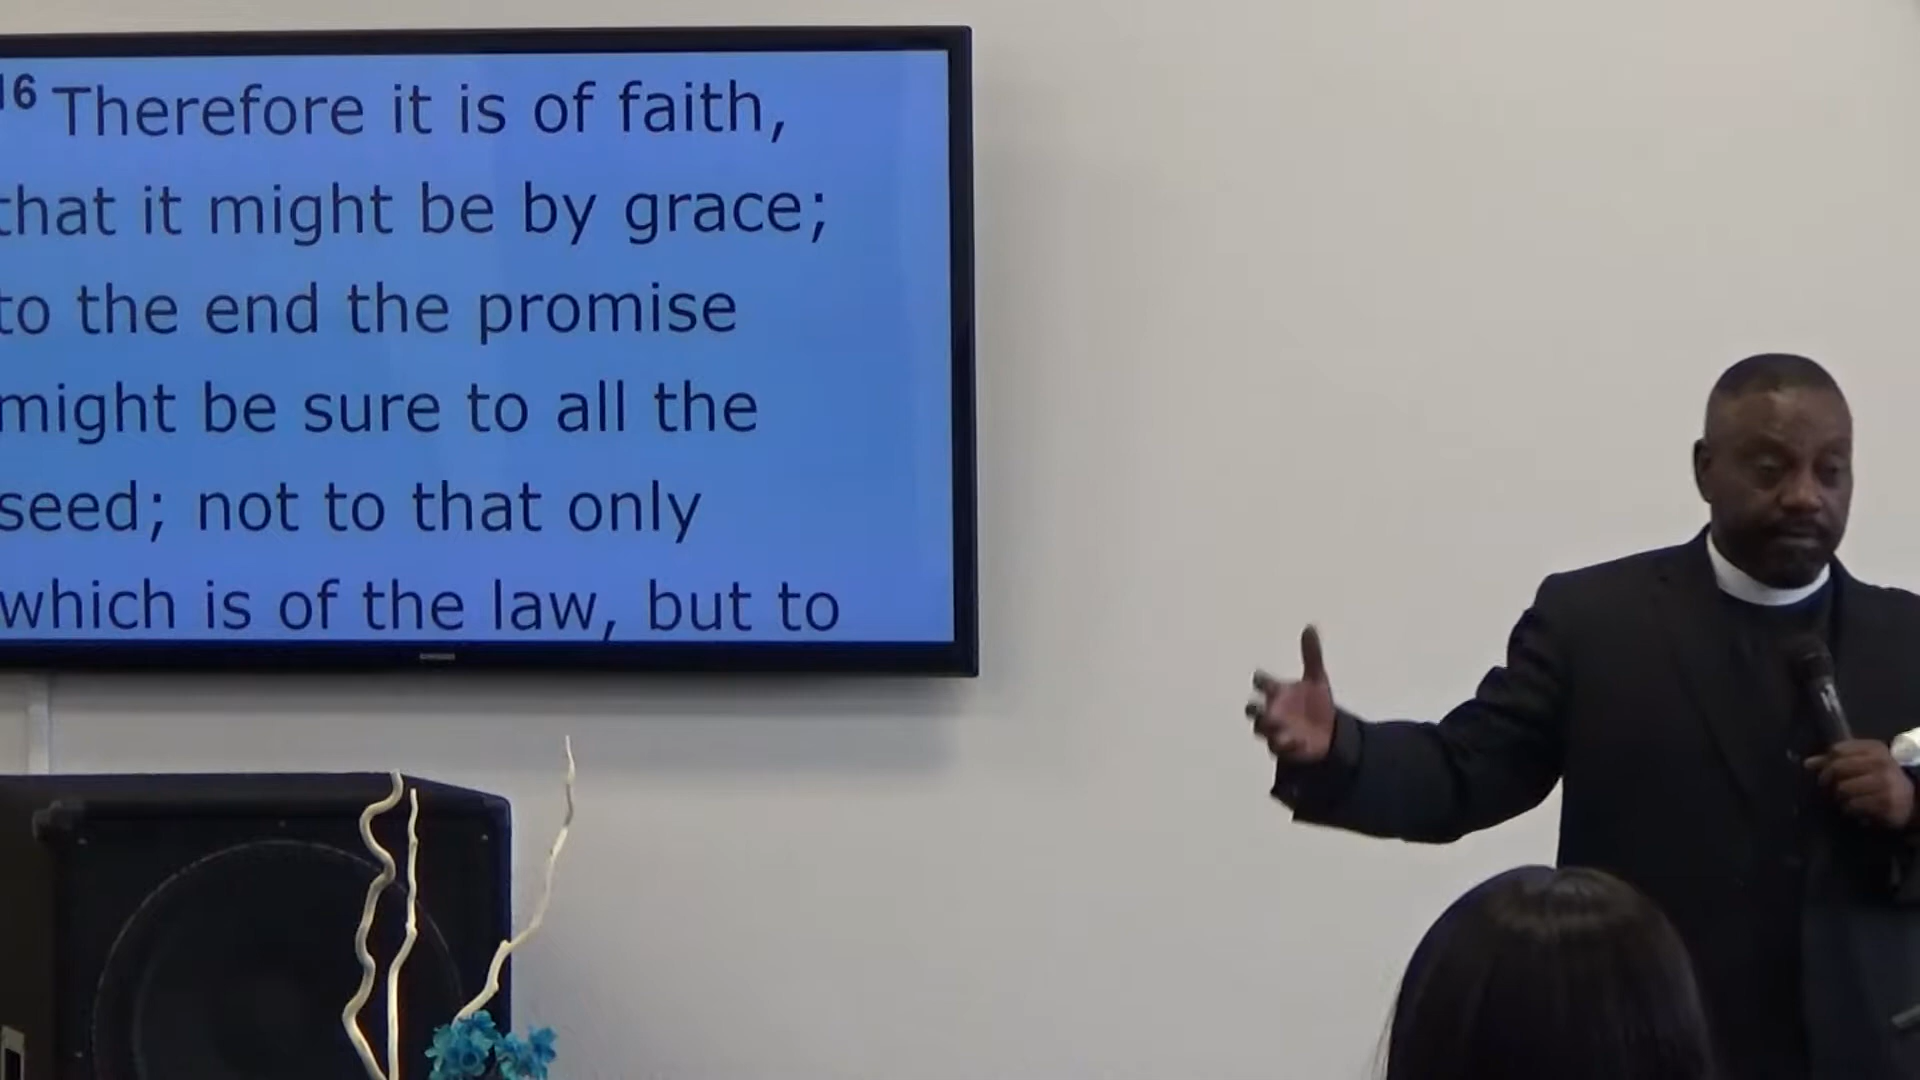 16 Therefore it is of faith,
that it might be by grace;
to the end the promise
might be sure to all the
seed; not to that only
which is of the law, but to